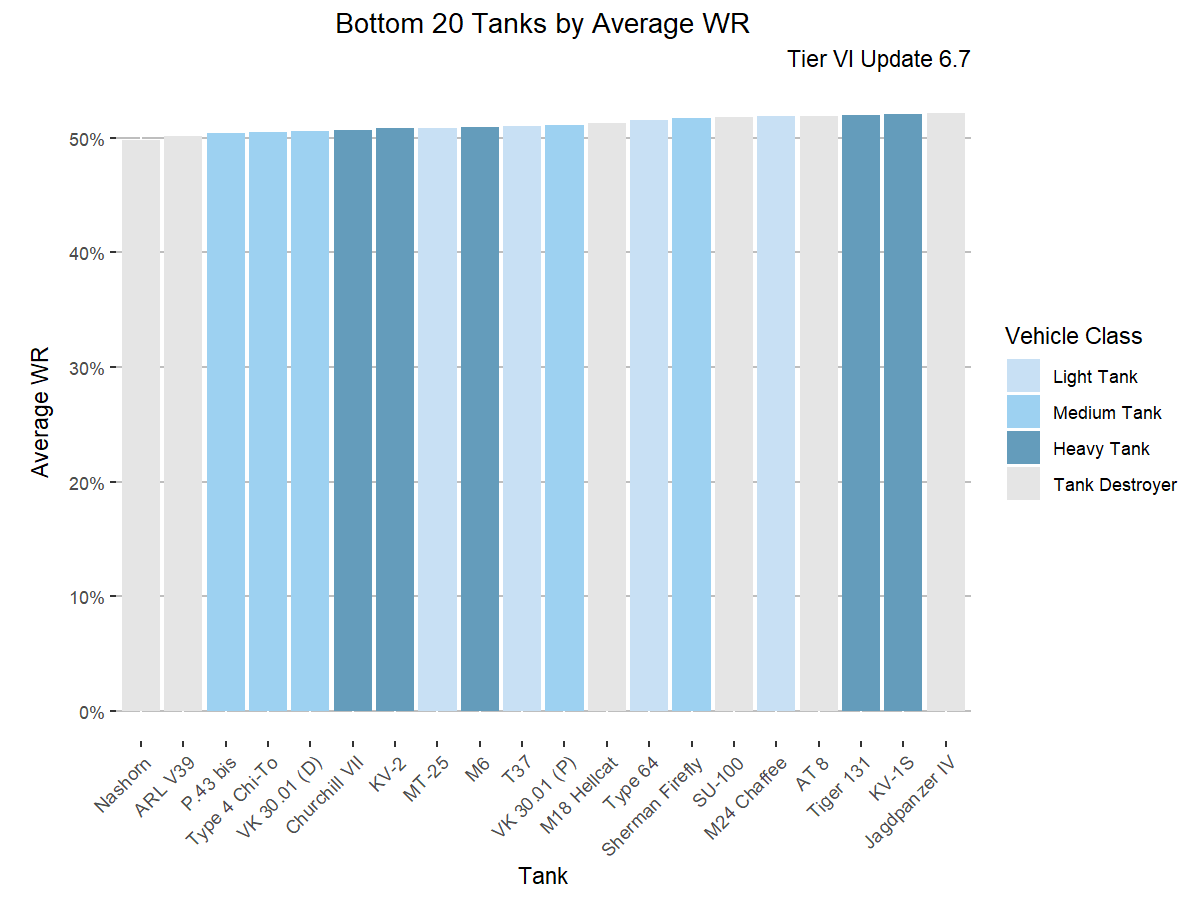 Bottom 20 Tanks by Average WR
Tier VI Update 6.7
50%
40%
30%
20%
10%
0%
Average WR
Nashorn
ARL V39
P.43 bis
Type 4 Chi-To
VK 30.01 (D)
Churchill VII
KV-2
MT-25
M6
T37
VK 30.01 (P)
M18 Hellcat
Type 64
Sherman Firefly
SU-100
M24 Chaffee
AT 8
Tiger 131
KV-1S
Jagdpanzer IV
Tank
Vehicle Class
Light Tank
Medium Tank
Heavy Tank
Tank Destroyer